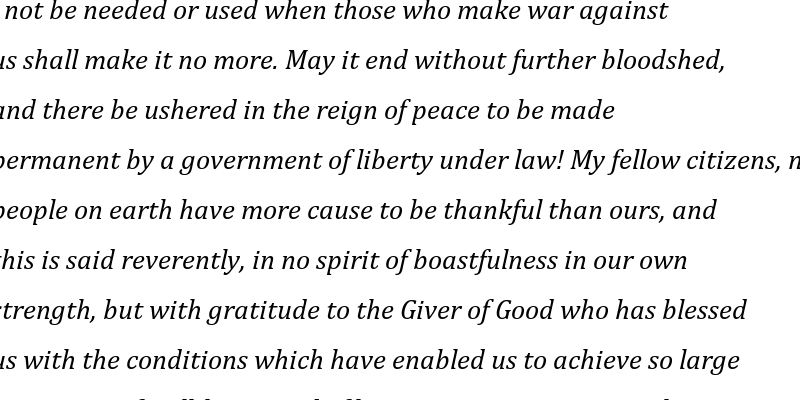 not be needed or used when those who make war against
us shall make it no more. May it end without further bloodshed,
and there be ushered in the reign of peace to be made
permanent by a government of liberty under law! My fellow citizens,
people on earth have more cause to be thankful than ours, and
this is said reverently, in no spirit of boastfulness in our own
strength, but with gratitude to the Giver of Good who has blessed
us with the conditions which have enabled us to achieve so large